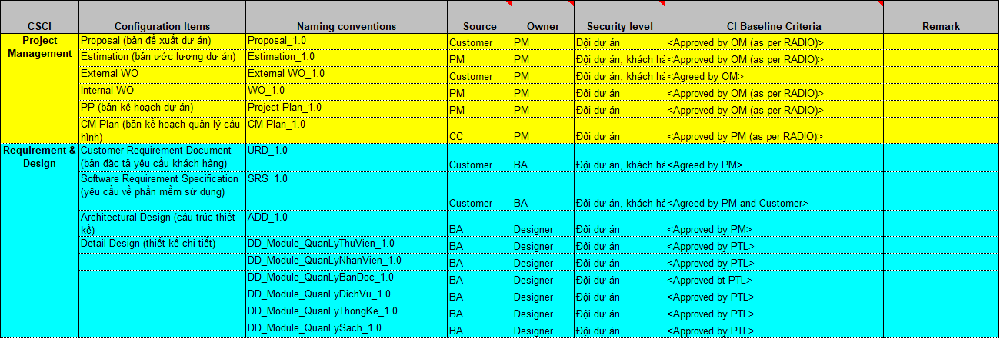 CSCI Configuration Items Naming conventions Source Owner Security level CI Baseline Criteria Remark
Project Management
Proposal (bản đề xuất dự án) Proposal_1.0 Customer PM Đội dự án <Approved by OM (as per RADIO)>
Estimation (bản ước lượng dự án) Estimation_1.0 PM PM Đội dự án, khách hà <Approved by OM (as per RADIO)>
External WO External WO_1.0 Customer PM Đội dự án, khách hà <Agreed by OM>
Internal WO WO_1.0 PM PM Đội dự án <Approved by OM (as per RADIO)>
PP (bản kế hoạch dự án) Project Plan_1.0 PM PM Đội dự án <Approved by OM (as per RADIO)>
CM Plan (bản kế hoạch quản lý cấu
hình) CM Plan_1.0 CC PM Đội dự án <Approved by PM (as per RADIO)>
Requirement &
Design
Customer Requirement Document
(bản đặc tả yêu cầu khách hàng) URD_1.0 Customer BA Đội dự án, khách hà <Agreed by PM>
Software Requirement Specification
(yêu cầu về phần mềm sử dụng) SRS_1.0 Customer BA Đội dự án, khách hà <Agreed by PM and Customer>
Architectural Design (cấu trúc thiết
kế) ADD_1.0 BA Designer Đội dự án <Approved by PM>
Detail Design (thiết kế chi tiết) DD_Module_QuanLyThuVien_1.0 BA Designer Đội dự án <Approved by PTL>
DD_Module_QuanLyNhanVien_1.0 BA Designer Đội dự án <Approved by PTL>
DD_Module_QuanLyBanDoc_1.0 BA Designer Đội dự án <Approved bt PTL>
DD_Module_QuanLyDichVu_1.0 BA Designer Đội dự án <Approved by PTL>
DD_Module_QuanLyThongKe_1.0 BA Designer Đội dự án <Approved by PTL>
DD_Module_QuanLySach_1.0 BA Designer Đội dự án <Approved by PTL>